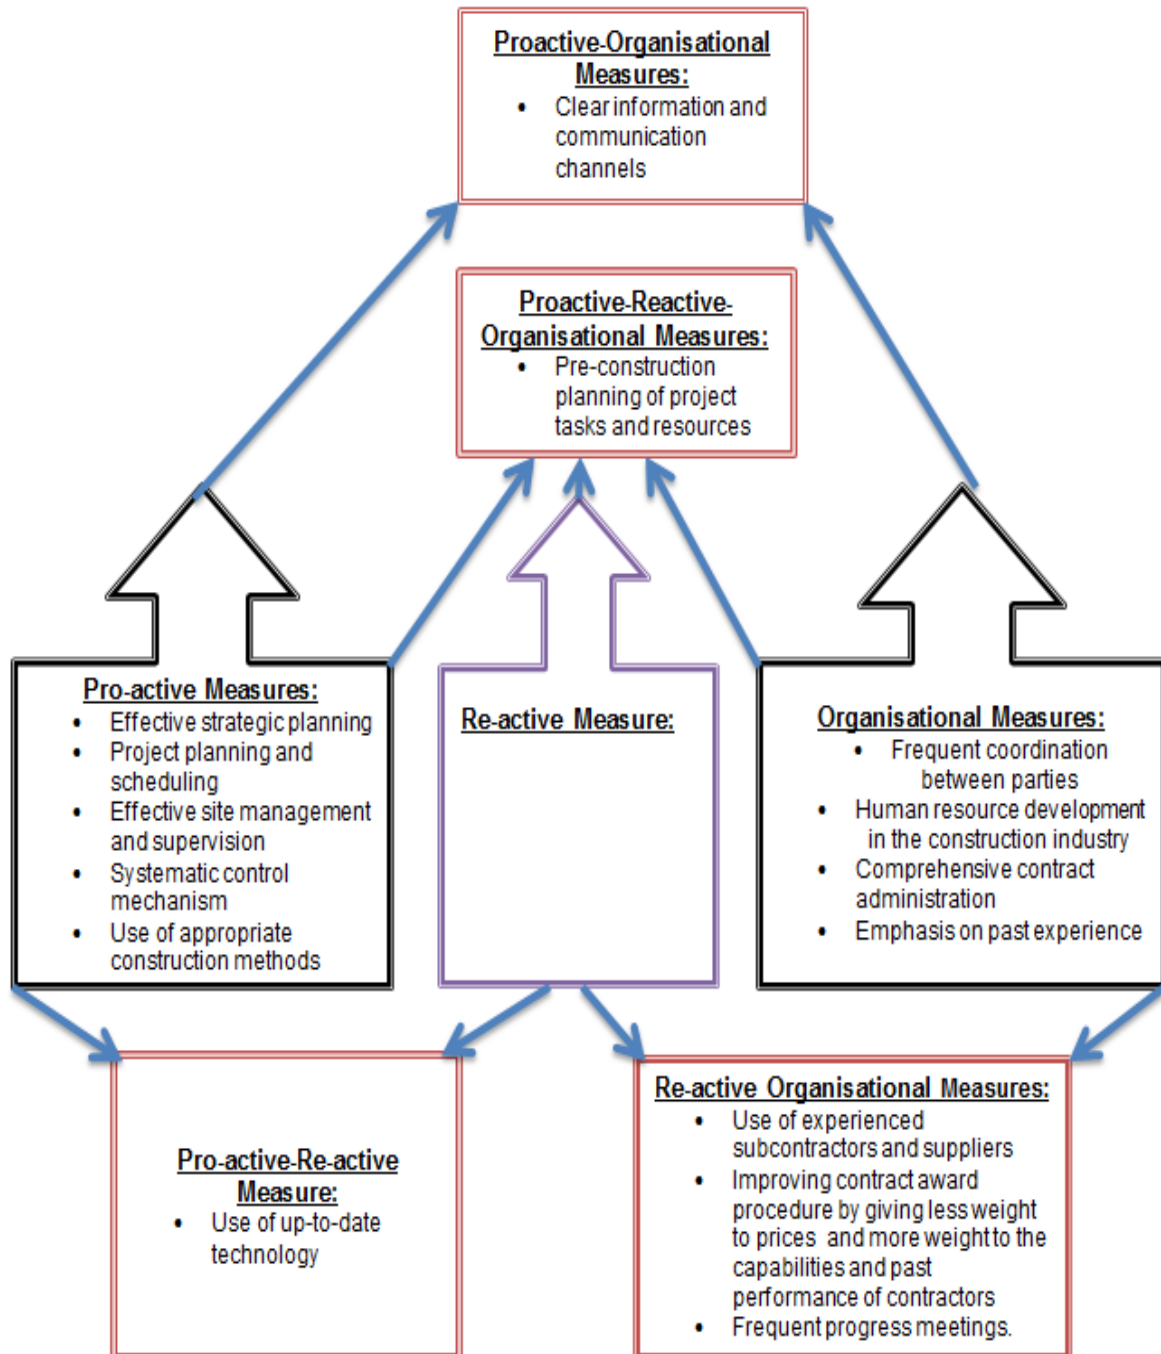 Proactive-Organisational
Measures:
• Clear information and
communication
channels
Proactive-Reactive-
Organisational Measures:
• Pre-construction
planning of project
tasks and resources
Pro-active Measures:
• Effective strategic planning
• Project planning and
scheduling
• Effective site management
and supervision
• Systematic control
mechanism
• Use of appropriate
construction methods
Re-active Measure:
Organisational Measures:
• Frequent coordination
between parties
• Human resource development
in the construction industry
• Comprehensive contract
administration
• Emphasis on past experience
Pro-active-Re-active
Measure:
• Use of up-to-date
technology
Re-active Organisational Measures:
• Use of experienced
subcontractors and suppliers
• Improving contract award
procedure by giving less weight
to prices and more weight to the
capabilities and past
performance of contractors
• Frequent progress meetings.